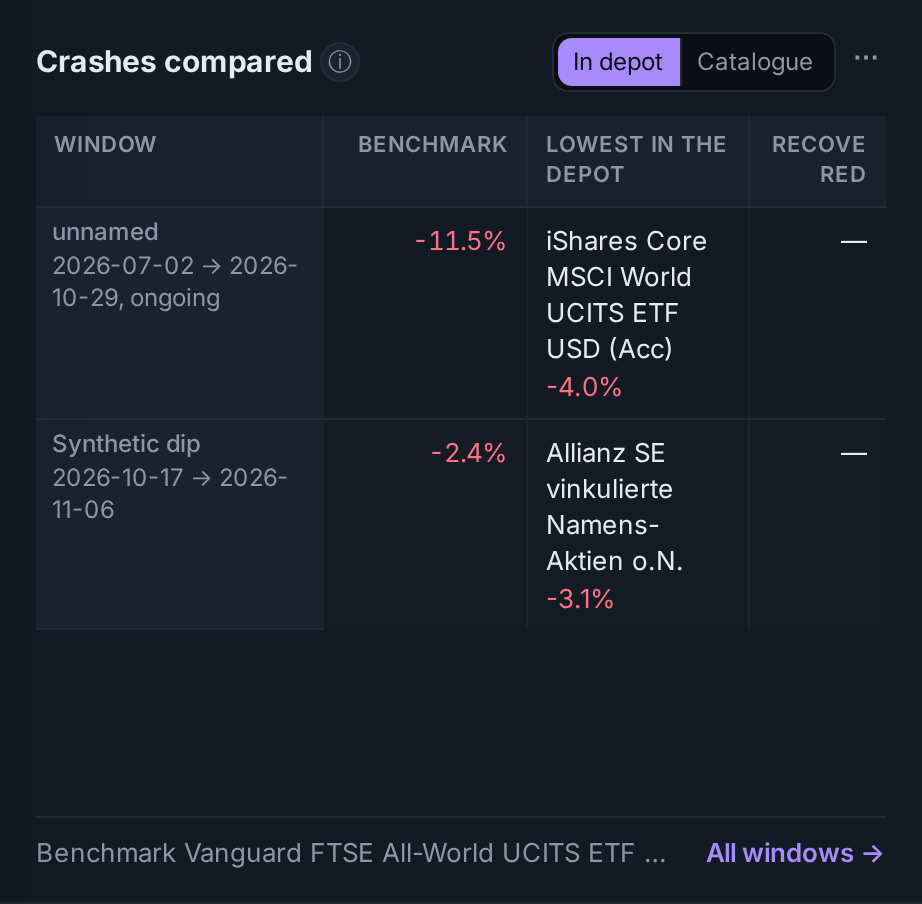 Crashes compared ⓘ In depot Catalogue ···
WINDOW BENCHMARK LOWEST IN THE DEPOT RECOVE RED
unnamed
2026-07-02 → 2026-
10-29, ongoing
-11.5%
iShares Core
MSCI World
UCITS ETF
USD (Acc)
-4.0%
—
Synthetic dip
2026-10-17 → 2026-
11-06
-2.4%
Allianz SE
vinkulierte
Namens-
Aktien o.N.
-3.1%
—
Benchmark Vanguard FTSE All-World UCITS ETF ... All windows →